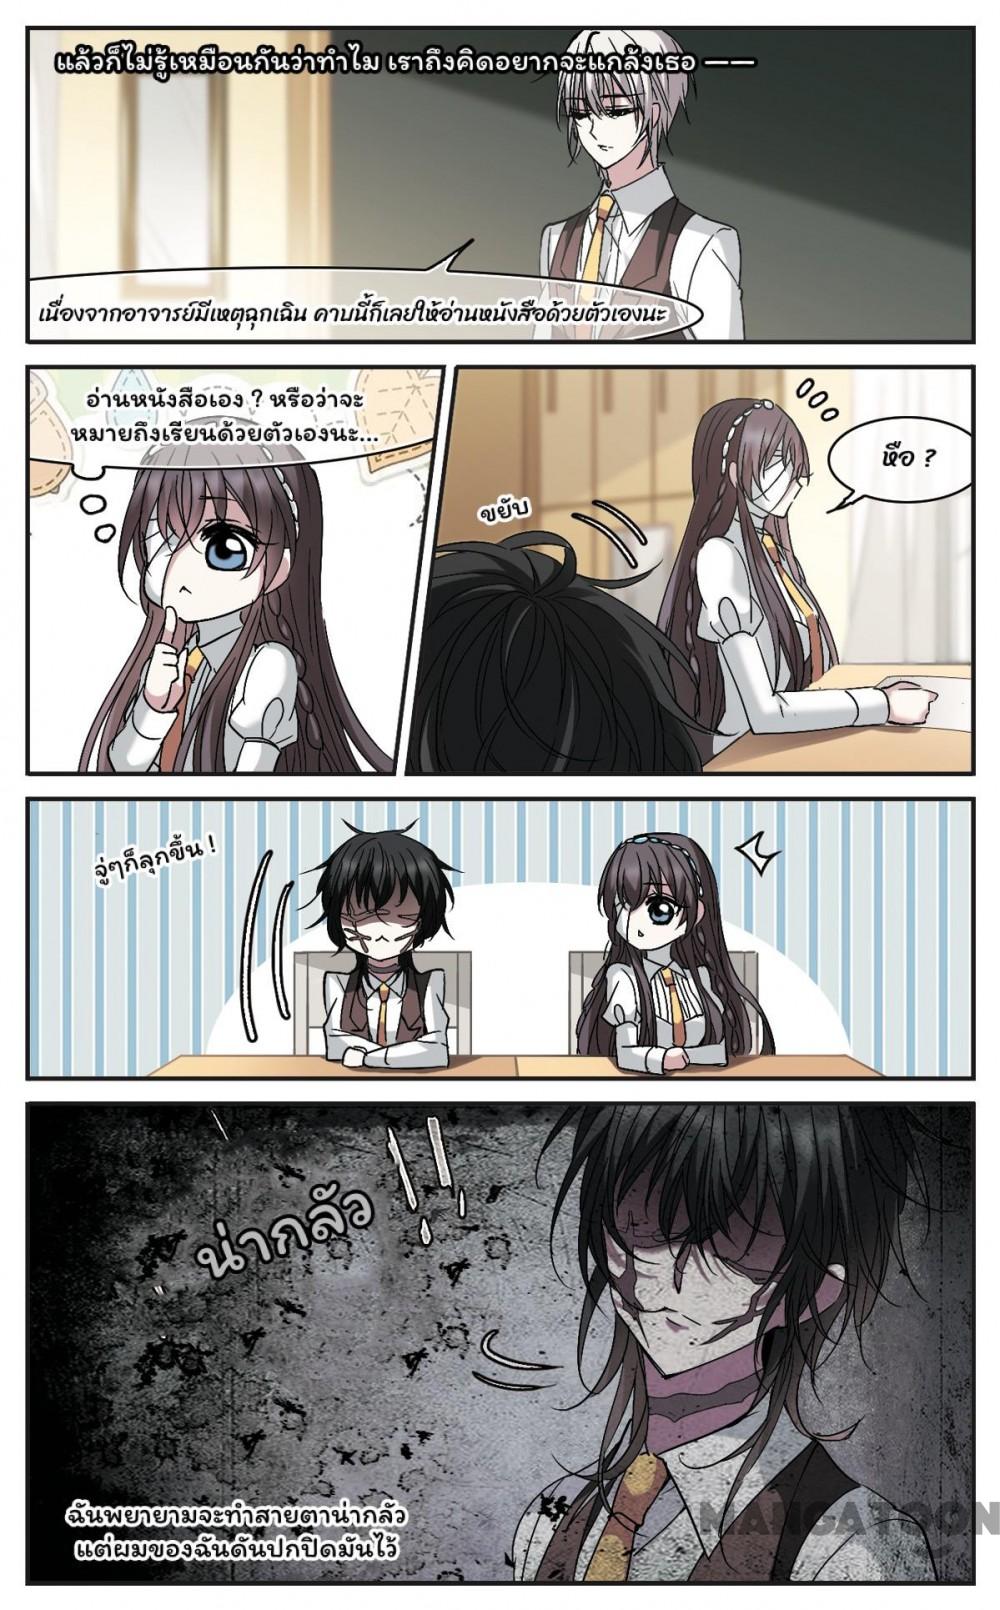 แล้วก็ไม่รู้เหมือนกันว่าทำไม เราถึงคิดอยากจะแกล้งเธอ ——
เนื่องจากอาจารย์มีเหตุฉุกเฉิน คาบนี้ก็เลยให้อ่านหนังสือด้วยตัวเองนะ
อ่านหนังสือเอง ? หรือว่าจะ
หมายถึงเรียนด้วยตัวเองนะ...
หือ ?
ขยับ
จู่ๆก็ลุกขึ้น !
น่ากลัว
ฉันพยายามจะทำสายตาน่ากลัว
แต่ผมของฉันดันปกปิดมันไว้
MANGATOON